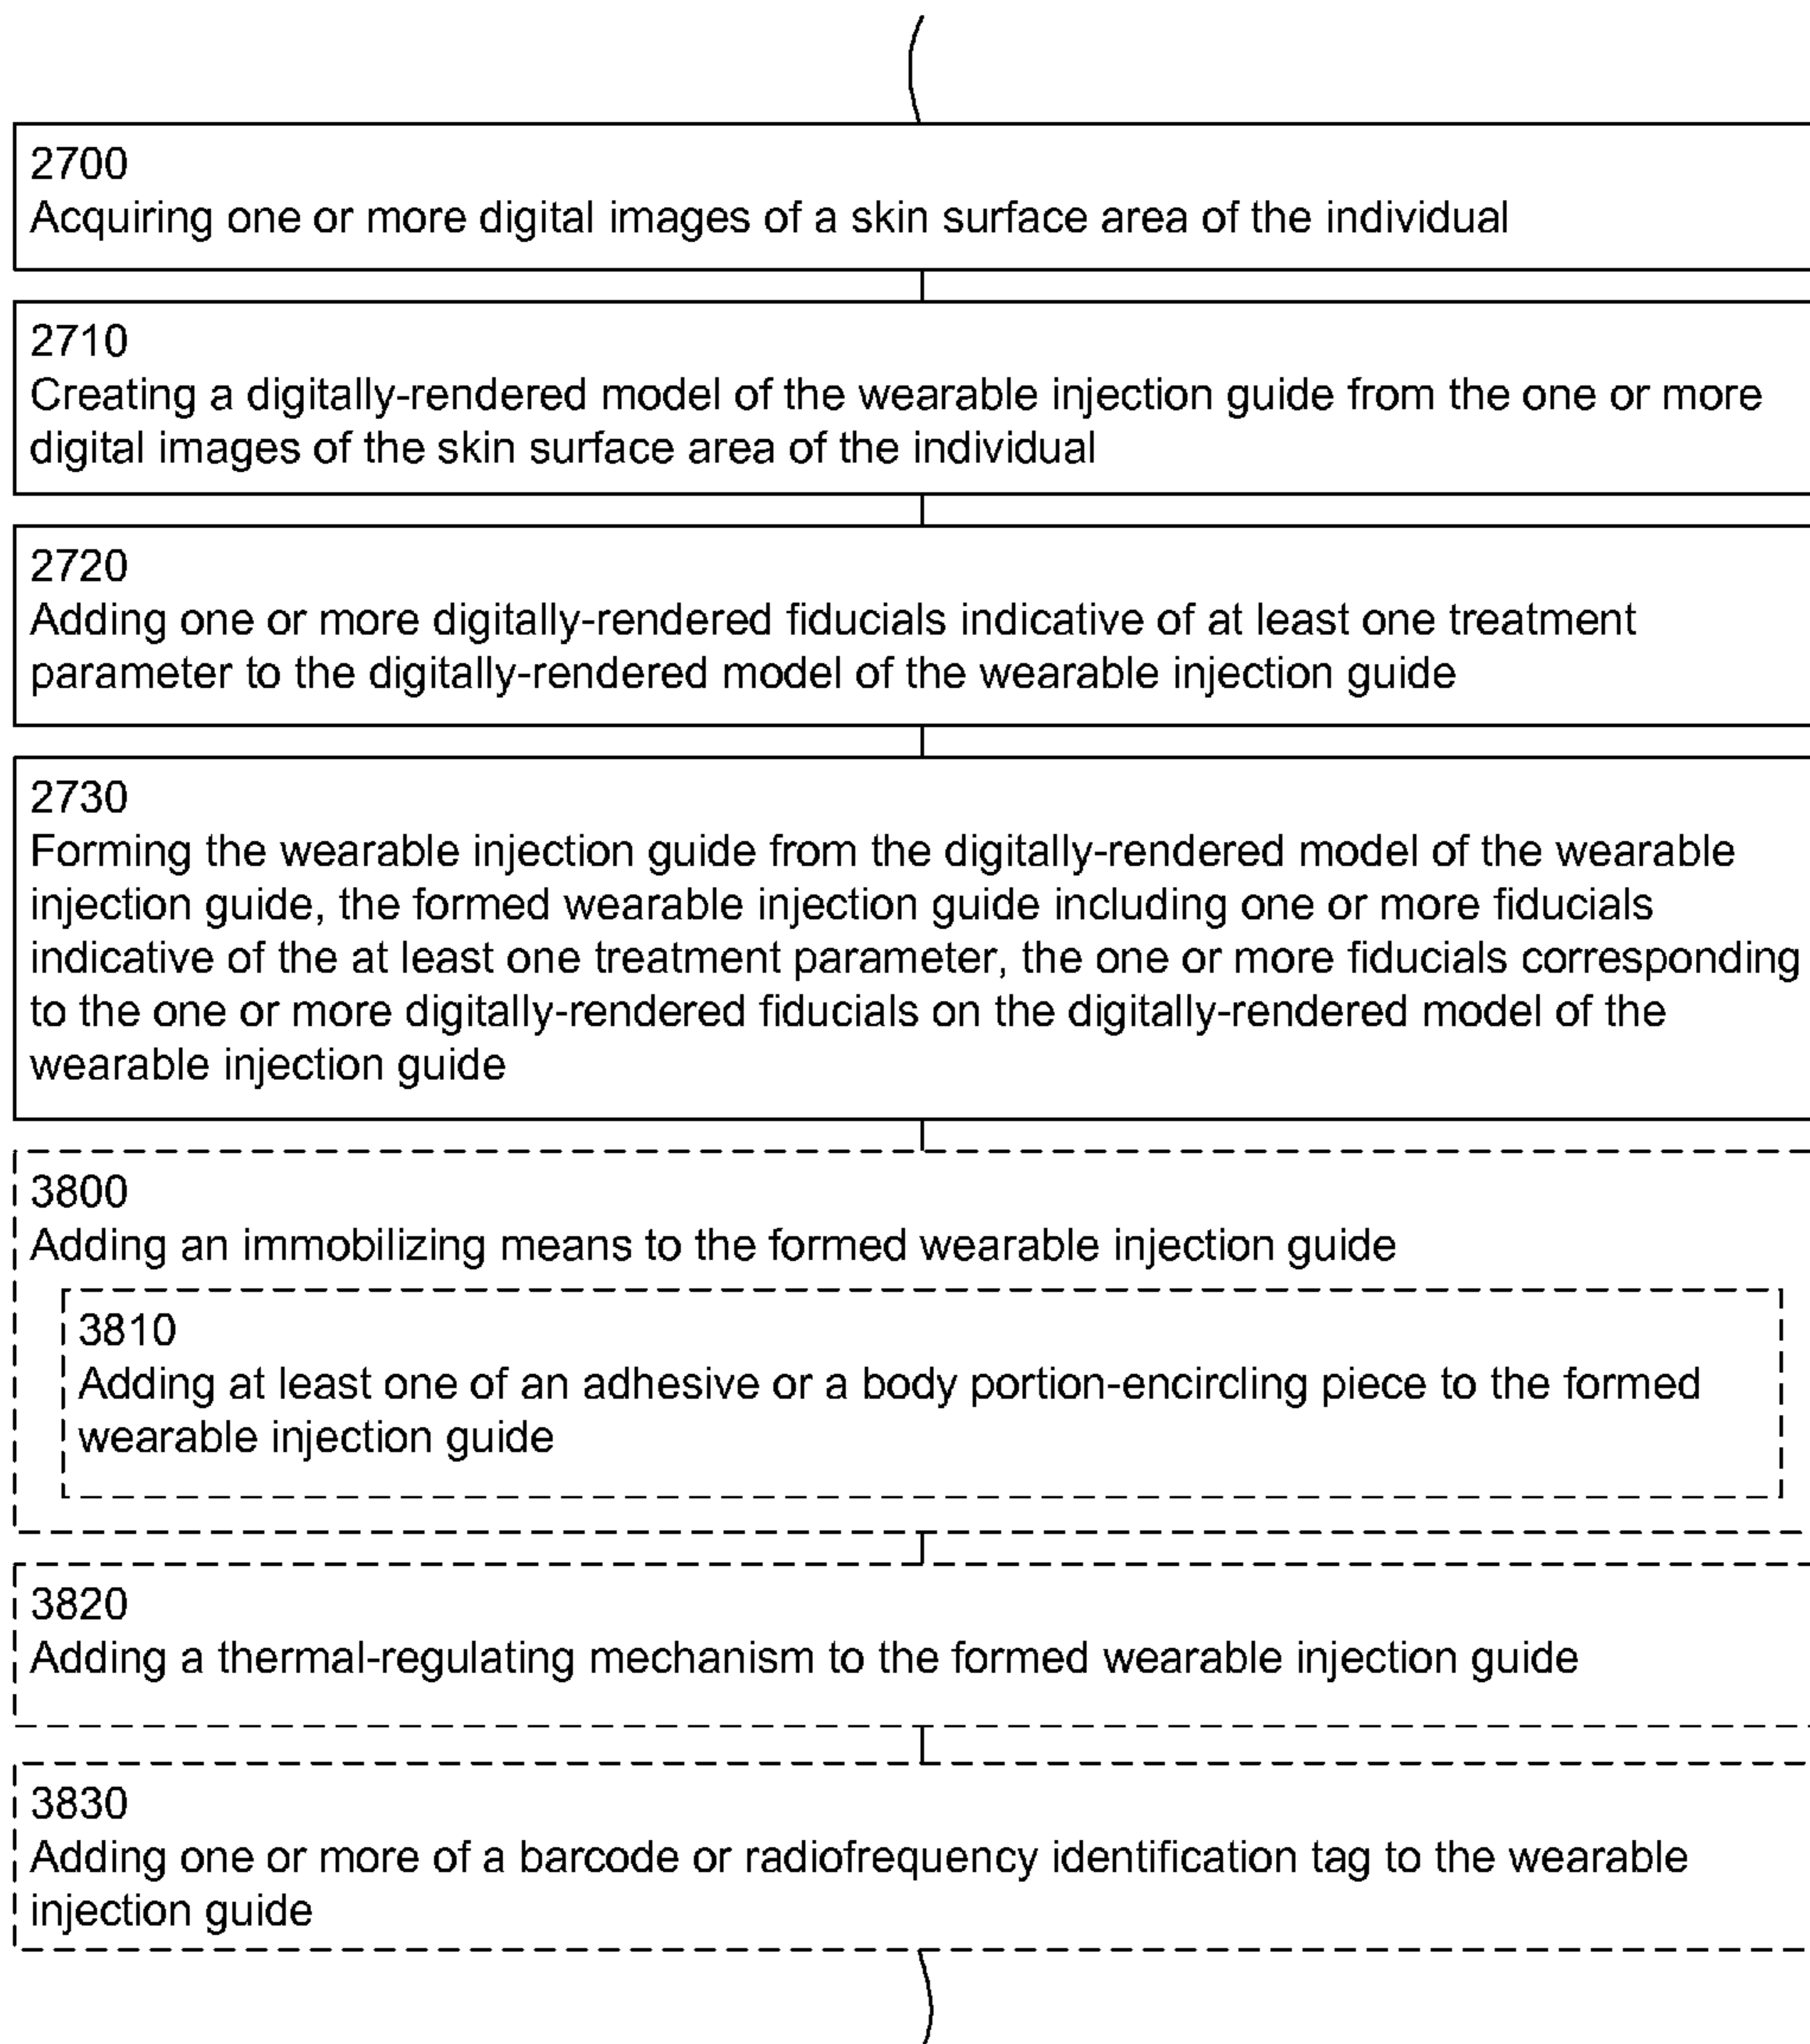 2700
Acquiring one or more digital images of a skin surface area of the individual
2710
Creating a digitally-rendered model of the wearable injection guide from the one or more
digital images of the skin surface area of the individual
2720
Adding one or more digitally-rendered fiducials indicative of at least one treatment
parameter to the digitally-rendered model of the wearable injection guide
2730
Forming the wearable injection guide from the digitally-rendered model of the wearable
injection guide, the formed wearable injection guide including one or more fiducials
indicative of the at least one treatment parameter, the one or more fiducials corresponding
to the one or more digitally-rendered fiducials on the digitally-rendered model of the
wearable injection guide
3800
Adding an immobilizing means to the formed wearable injection guide
3810
Adding at least one of an adhesive or a body portion-encircling piece to the formed
wearable injection guide
3820
Adding a thermal-regulating mechanism to the formed wearable injection guide
3830
Adding one or more of a barcode or radiofrequency identification tag to the wearable
injection guide